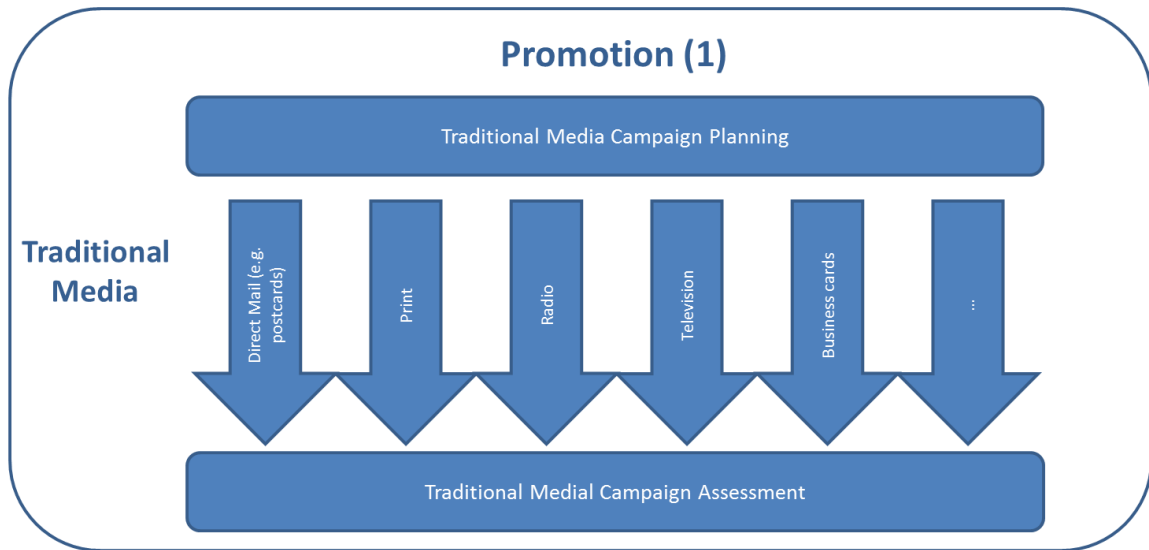 Promotion (1)
Traditional Media Campaign Planning
Traditional
Media
Direct Mail (e.g.
postcards)
Print
Radio
Television
Business cards
...
Traditional Medial Campaign Assessment